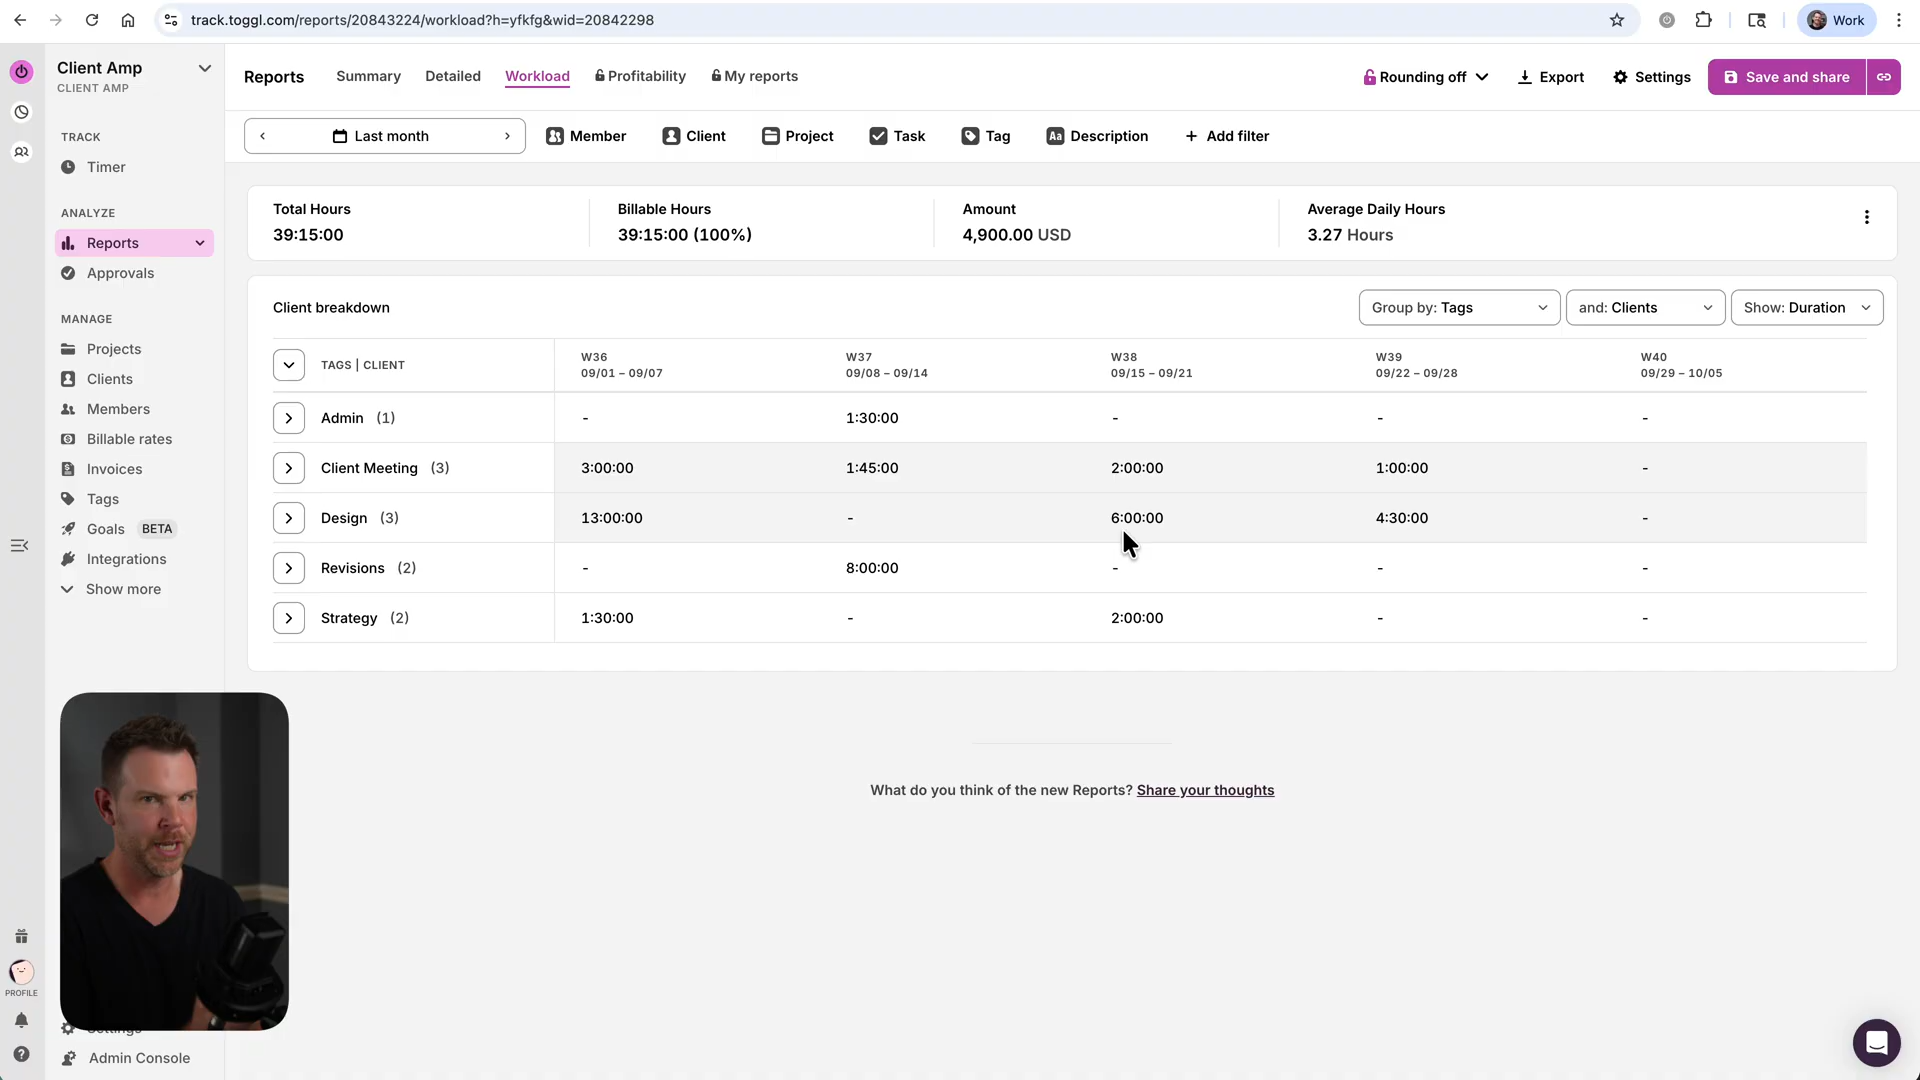 track.toggl.com/reports/20843224/workload?h=yfkfg&wid=20842298
Work
Client Amp
CLIENT AMP
TRACK
Timer
ANALYZE
Reports
Approvals
MANAGE
Projects
Clients
Members
Billable rates
Invoices
Tags
Goals BETA
Integrations
Show more
PROFILE
Settings
Admin Console
Reports Summary Detailed Workload Profitability My reports
Rounding off Export Settings Save and share
Last month Member Client Project Task Tag Aa Description + Add filter
Total Hours Billable Hours Amount Average Daily Hours
39:15:00 39:15:00 (100%) 4,900.00 USD 3.27 Hours
Client breakdown Group by: Tags and: Clients Show: Duration
TAGS | CLIENT W36 W37 W38 W39 W40
09/01 – 09/07 09/08 – 09/14 09/15 – 09/21 09/22 – 09/28 09/29 – 10/05
Admin (1) - 1:30:00 - - -
Client Meeting (3) 3:00:00 1:45:00 2:00:00 1:00:00 -
Design (3) 13:00:00 - 6:00:00 4:30:00 -
Revisions (2) - 8:00:00 - - -
Strategy (2) 1:30:00 - 2:00:00 - -
What do you think of the new Reports? Share your thoughts